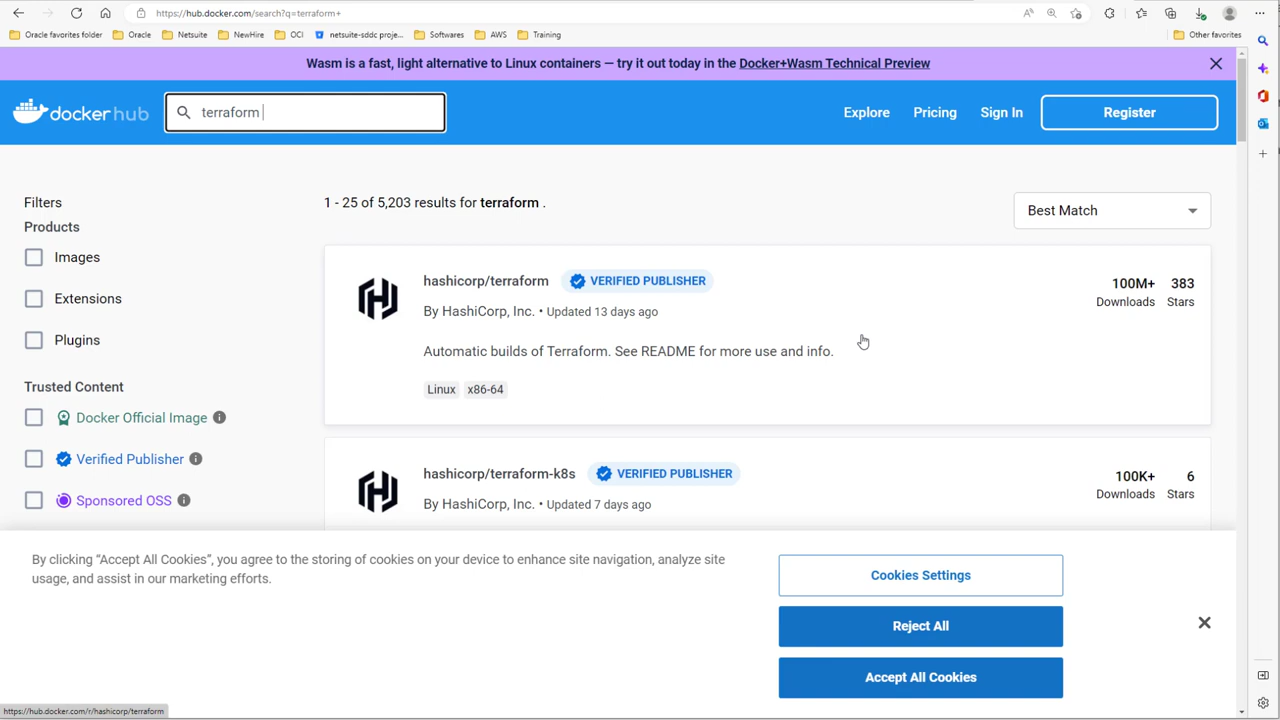 https://hub.docker.com/search?q=terraform+
Oracle favorites folder
Oracle
Netsuite
NewHire
OCI
netsuite-sddc proje...
Softwares
AWS
Training
Other favorites
Wasm is a fast, light alternative to Linux containers — try it out today in the Docker+Wasm Technical Preview
docker hub
terraform
Explore
Pricing
Sign In
Register
Filters
Products
Images
Extensions
Plugins
Trusted Content
Docker Official Image
Verified Publisher
Sponsored OSS
1 - 25 of 5,203 results for terraform .
Best Match
hashicorp/terraform
VERIFIED PUBLISHER
By HashiCorp, Inc. • Updated 13 days ago
Automatic builds of Terraform. See README for more use and info.
Linux
x86-64
100M+
Downloads
383
Stars
hashicorp/terraform-k8s
VERIFIED PUBLISHER
By HashiCorp, Inc. • Updated 7 days ago
100K+
Downloads
6
Stars
By clicking “Accept All Cookies”, you agree to the storing of cookies on your device to enhance site navigation, analyze site
usage, and assist in our marketing efforts.
Cookies Settings
Reject All
Accept All Cookies
https://hub.docker.com/r/hashicorp/terraform